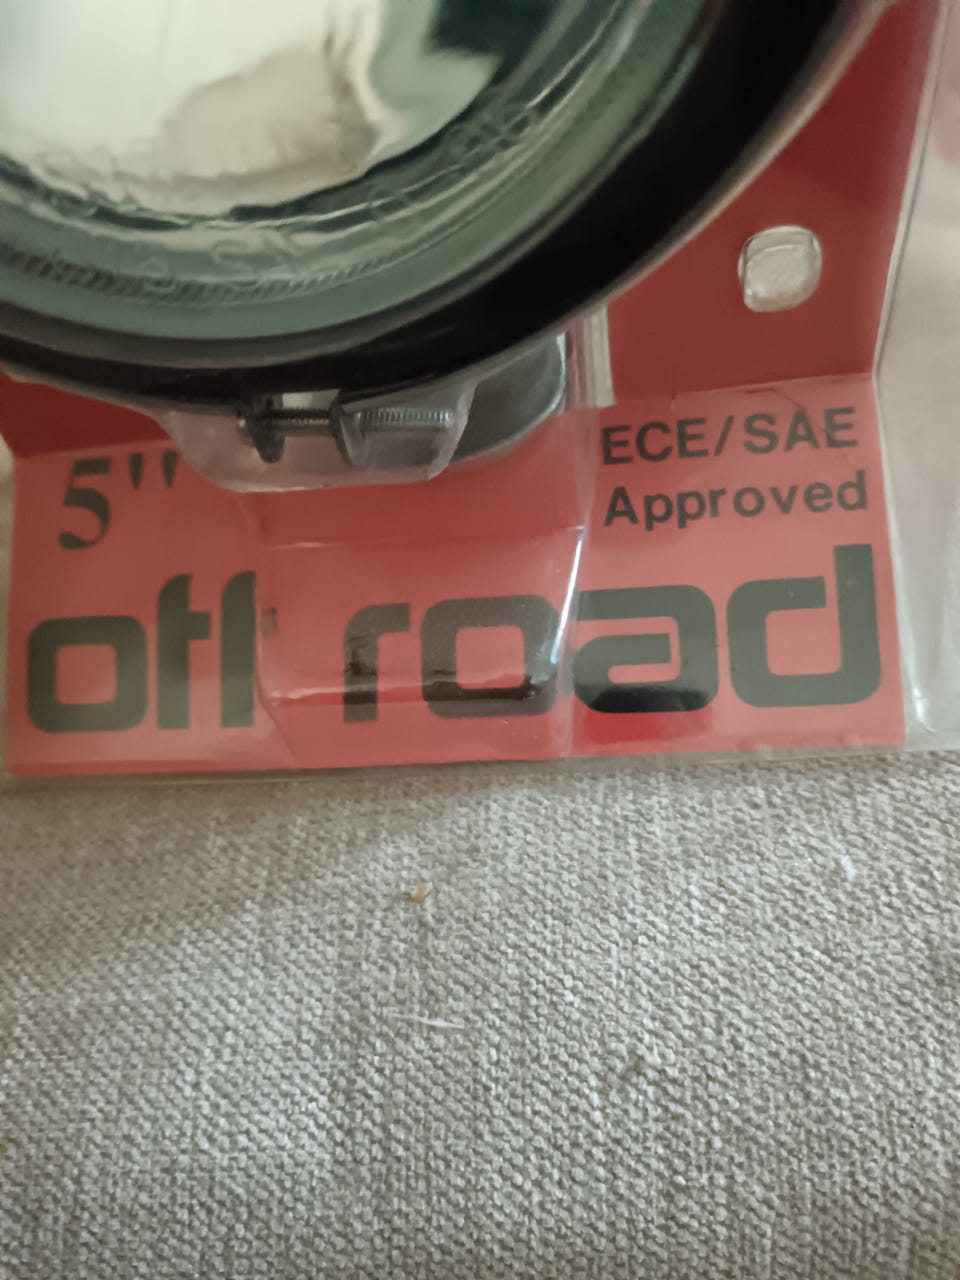 5"
ECE/SAE
Approved
off road